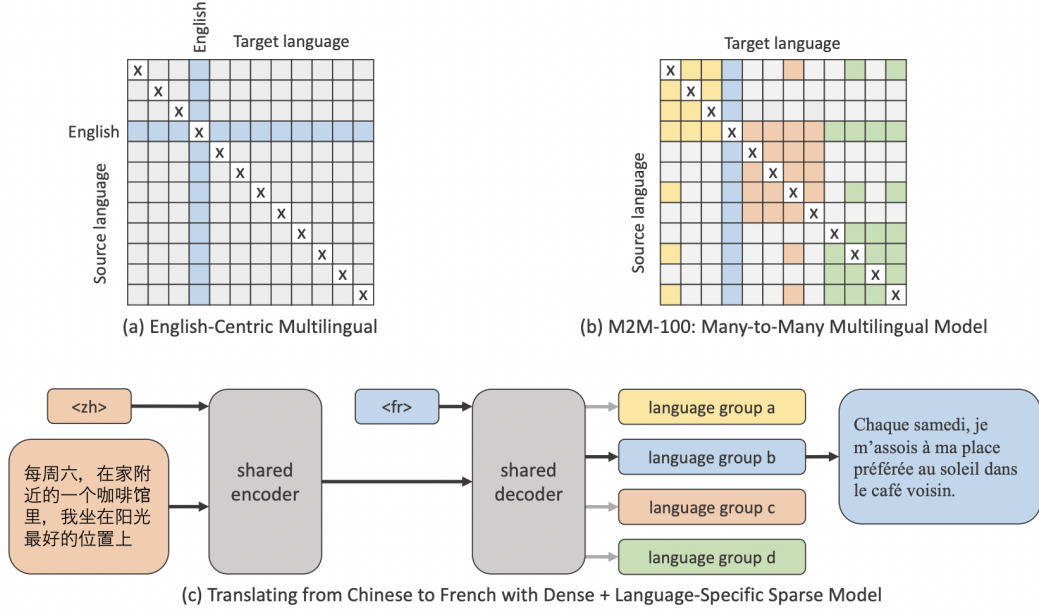 English
Target language
English
Source language
X
X
X
X
X
X
X
X
X
X
X
X
(a) English-Centric Multilingual
Target language
Source language
X
X
X
X
X
X
X
X
X
X
X
X
(b) M2M-100: Many-to-Many Multilingual Model
<zh>
每周六，在家附
近的一个咖啡馆
里，我坐在阳光
最好的位置上
shared
encoder
<fr>
shared
decoder
language group a
language group b
language group c
language group d
Chaque samedi, je
m’assois à ma place
préférée au soleil dans
le café voisin.
(c) Translating from Chinese to French with Dense + Language-Specific Sparse Model